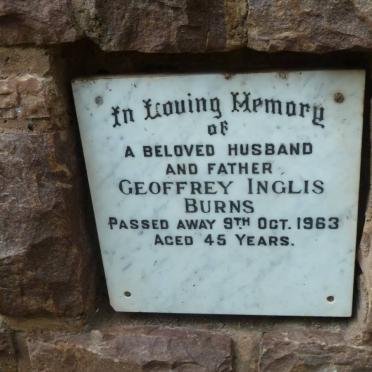 In Loving Memory
of
A BELOVED HUSBAND
AND FATHER
GEOFFREY INGLIS
BURNS
PASSED AWAY 9TH OCT. 1963
AGED 45 YEARS.